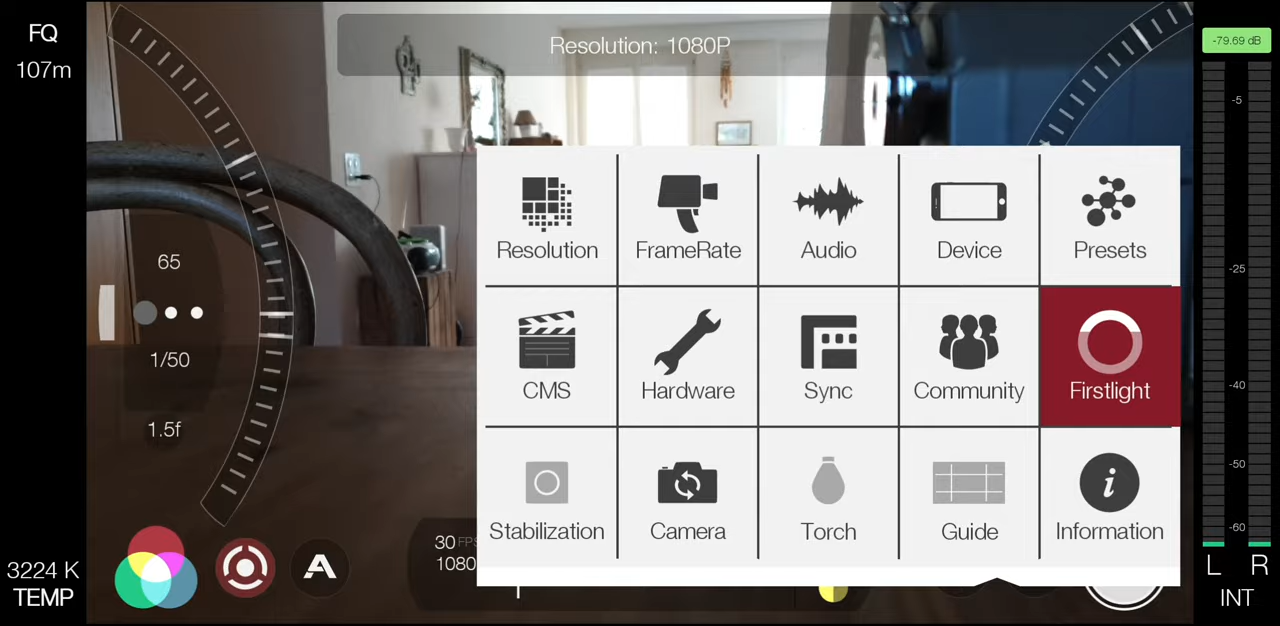 FQ
107m
Resolution: 1080P
-79.69 dB
-5
-25
-40
-50
-60
65
1/50
1.5f
Resolution
FrameRate
Audio
Device
Presets
CMS
Hardware
Sync
Community
Firstlight
Stabilization
Camera
Torch
Guide
Information
i
A
30 FPS
1080
3224 K
TEMP
L R
INT